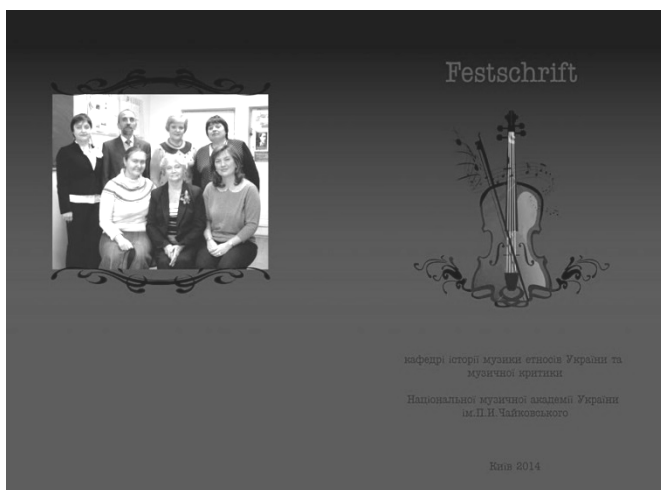 Festschrift
кафедрі історії музики етносів України та
музичної критики
Національної музичної академії України
ім.П.І.Чайковського
Київ 2014